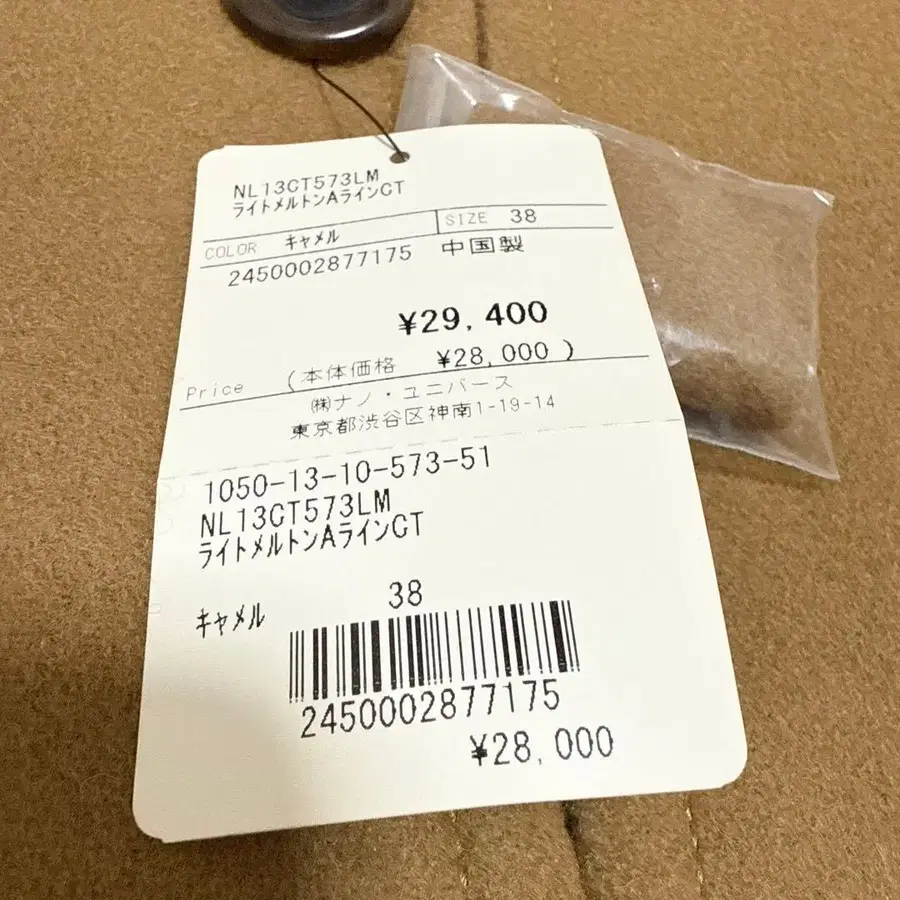 NL13CT573LM
ライトメルトンAラインCT
COLOR キャメル SIZE 38
2450002877175 中国製
¥29,400
Price (本体価格 ¥28,000 )
㈱ナノ・ユニバース
東京都渋谷区神南1-19-14
1050-13-10-573-51
NL13CT573LM
ライトメルトンAラインCT
キャメル 38
2450002877175
¥28,000